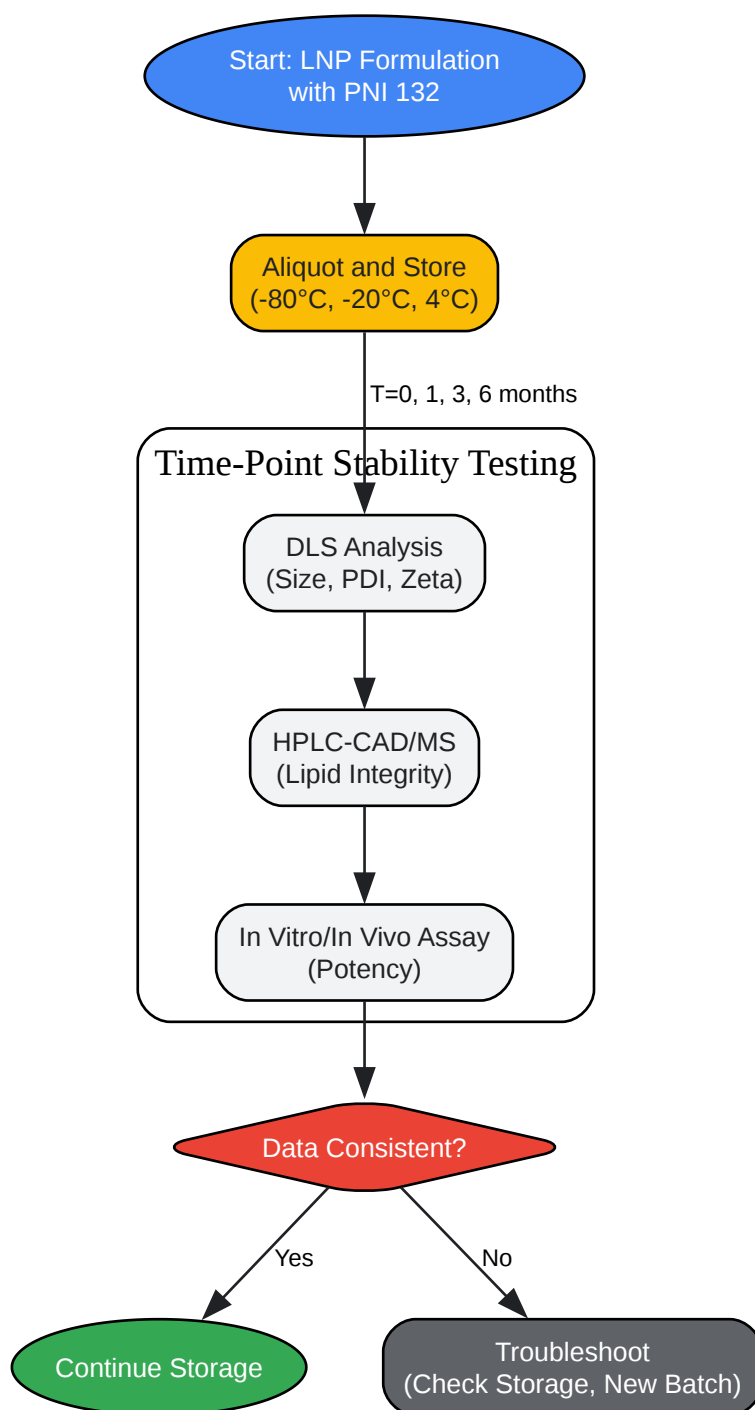 Start: LNP Formulation
with PNI 132
Aliquot and Store
(-80°C, -20°C, 4°C)
T=0, 1, 3, 6 months
Time-Point Stability Testing
DLS Analysis
(Size, PDI, Zeta)
HPLC-CAD/MS
(Lipid Integrity)
In Vitro/In Vivo Assay
(Potency)
Data Consistent?
Yes
No
Continue Storage
Troubleshoot
(Check Storage, New Batch)